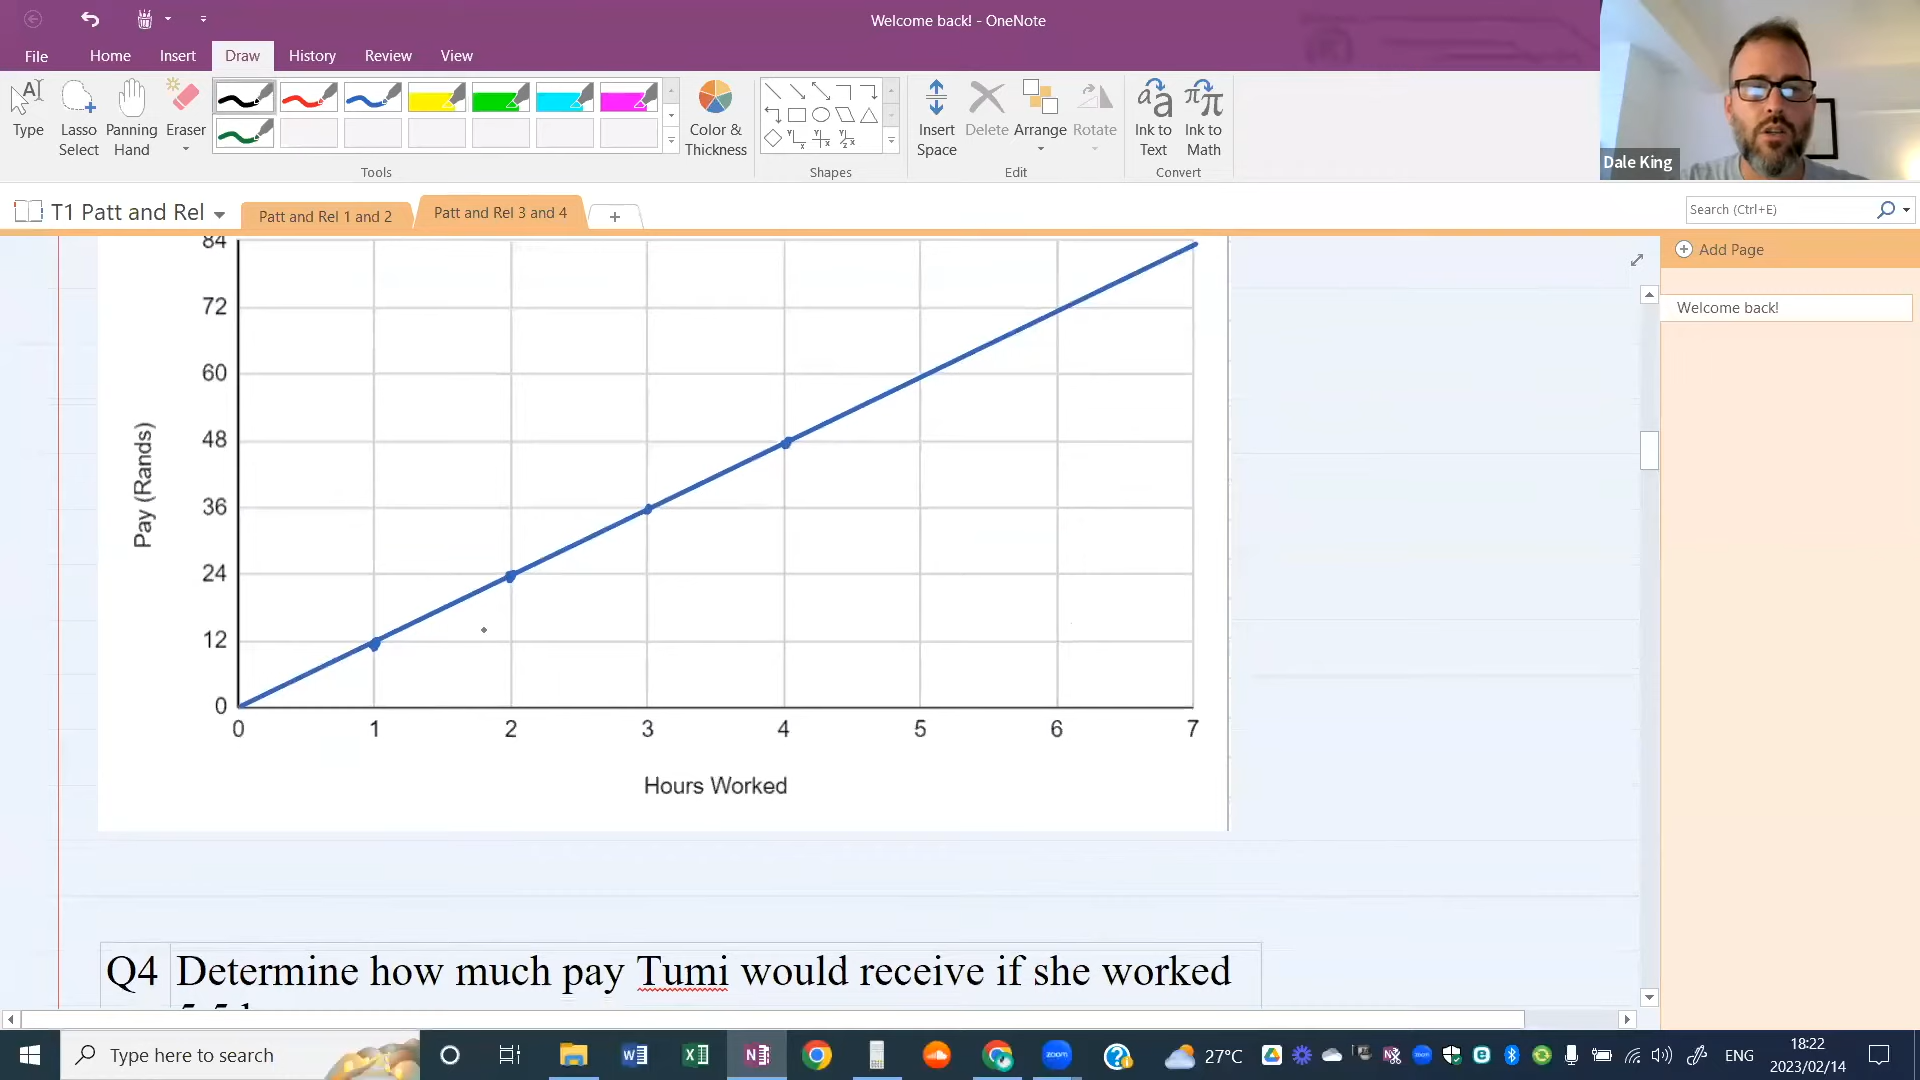 Welcome back! - OneNote
File Home Insert Draw History Review View
Type
Lasso Select
Panning Hand
Eraser
Color & Thickness
Insert Space
Delete
Arrange
Rotate
Ink to Text
Ink to Math
Tools
Shapes
Edit
Convert
Dale King
T1 Patt and Rel
Patt and Rel 1 and 2
Patt and Rel 3 and 4
Search (Ctrl+E)
Add Page
Welcome back!
84
72
60
48
36
24
12
0
Pay (Rands)
0 1 2 3 4 5 6 7
Hours Worked
Q4 Determine how much pay Tumi would receive if she worked
Type here to search
27°C
ENG
18:22
2023/02/14